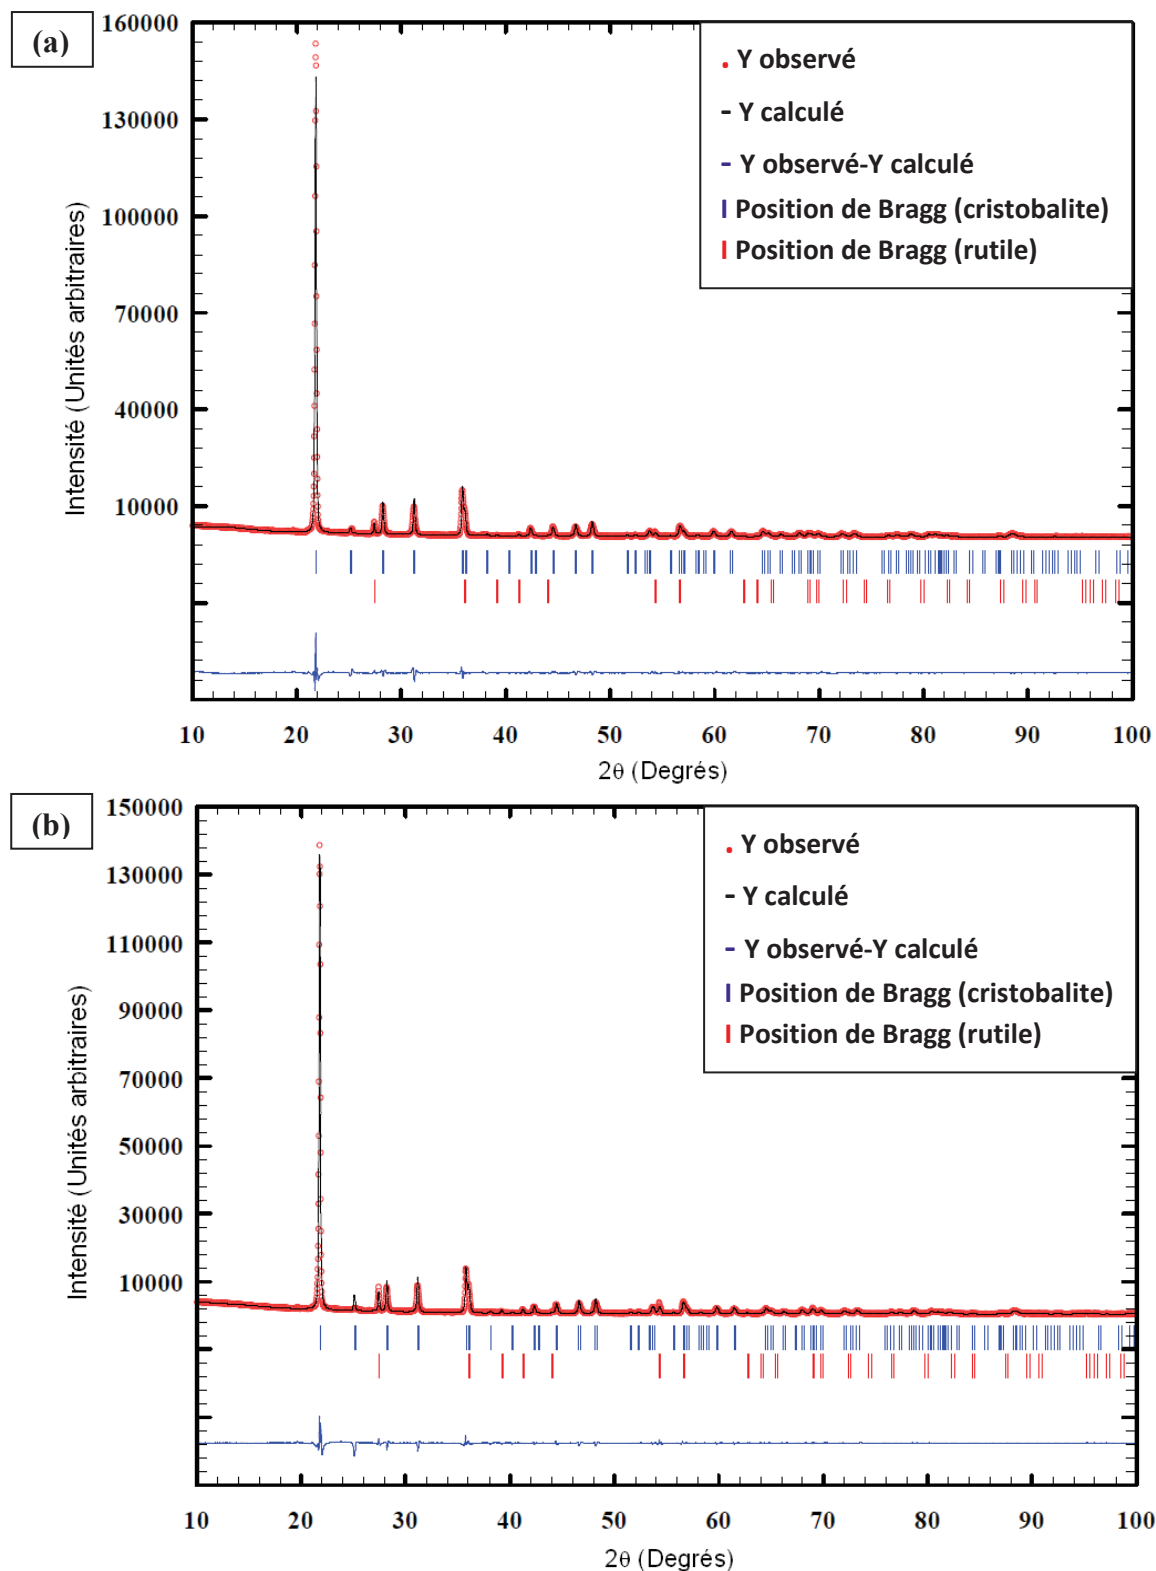 (a)
160000
130000
100000
70000
40000
10000
Intensité (Unités arbitraires)
. Y observé
- Y calculé
- Y observé-Y calculé
I Position de Bragg (cristobalite)
I Position de Bragg (rutile)
10 20 30 40 50 60 70 80 90 100
2θ (Degrés)
(b)
150000
130000
110000
90000
70000
50000
30000
10000
Intensité (Unités arbitraires)
. Y observé
- Y calculé
- Y observé-Y calculé
I Position de Bragg (cristobalite)
I Position de Bragg (rutile)
10 20 30 40 50 60 70 80 90 100
2θ (Degrés)